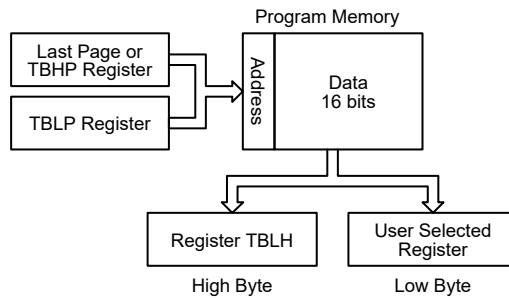 Program Memory
Last Page or
TBHP Register
TBLP Register
Address
Data
16 bits
Register TBLH
User Selected
Register
High Byte
Low Byte